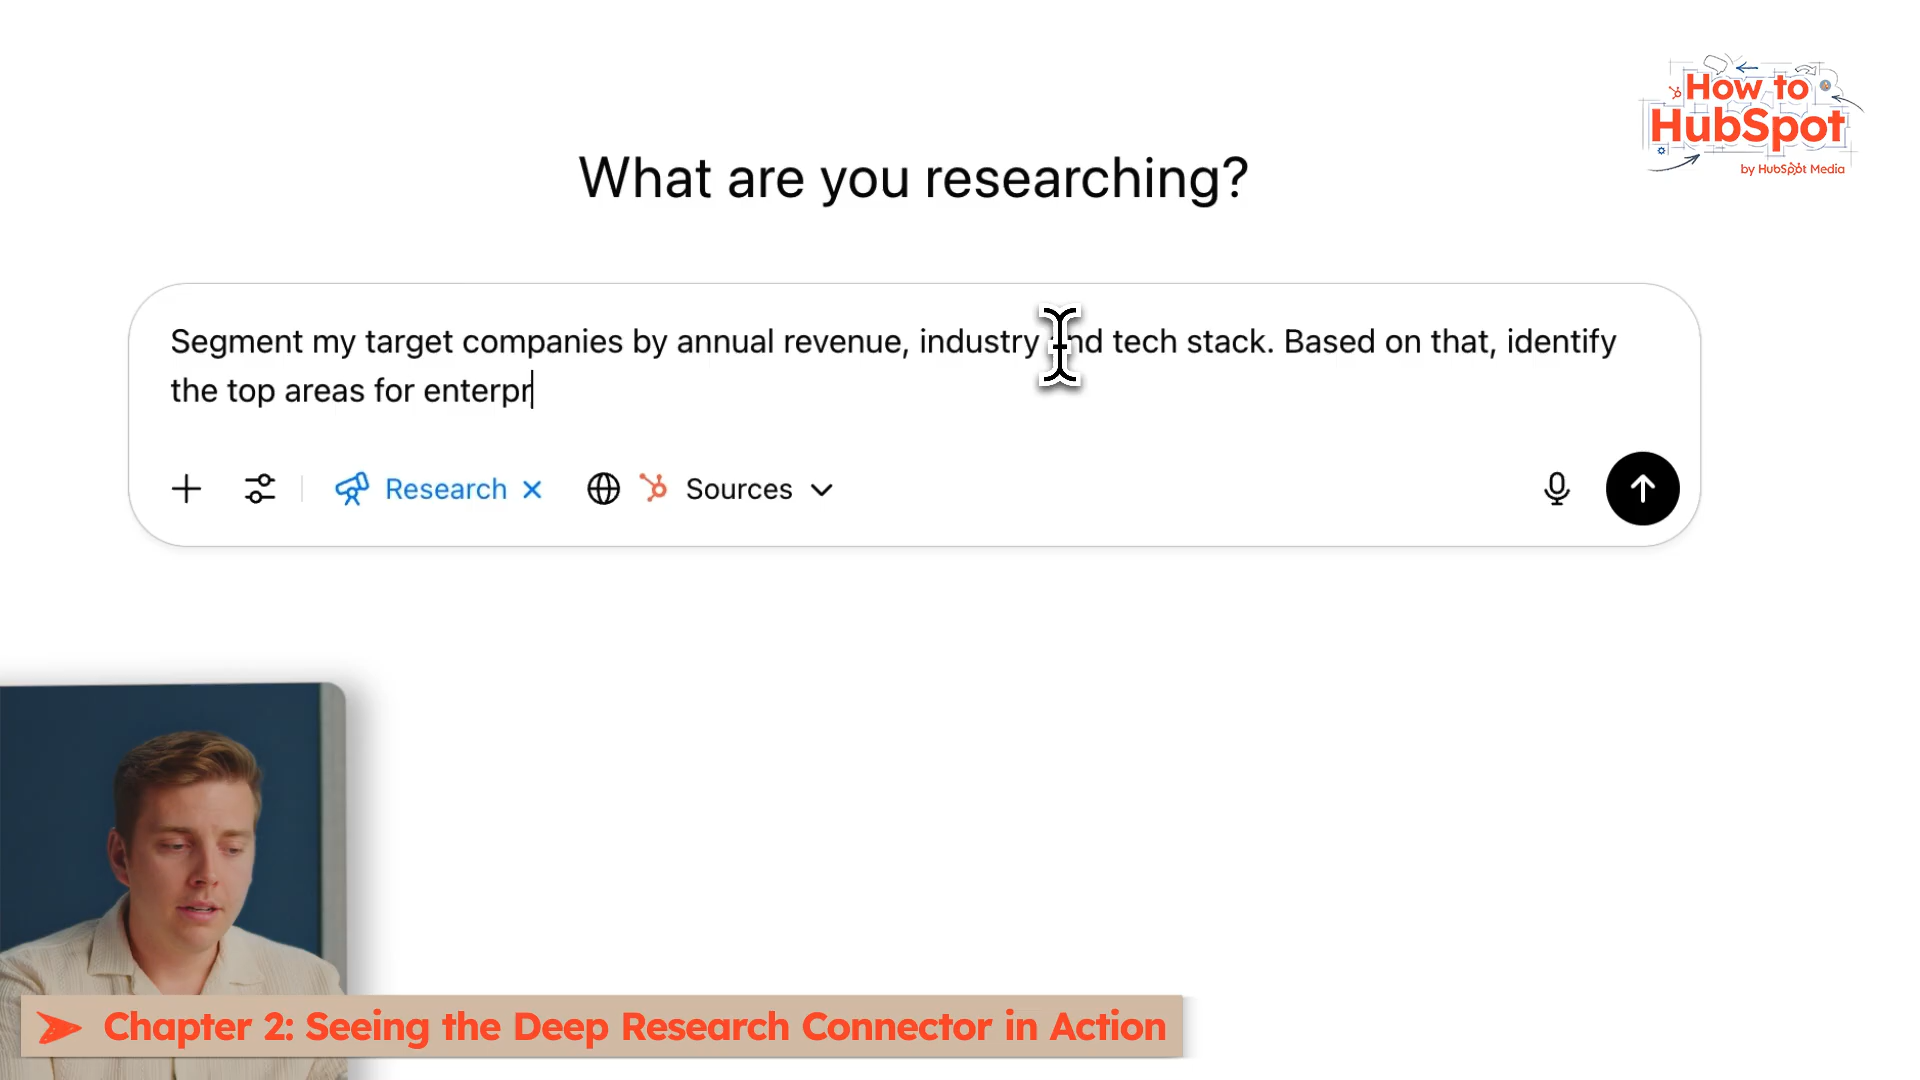 How to
HubSpot
by HubSpot Media
What are you researching?
Segment my target companies by annual revenue, industry and tech stack. Based on that, identify
the top areas for enterpr
Research
Sources
Chapter 2: Seeing the Deep Research Connector in Action